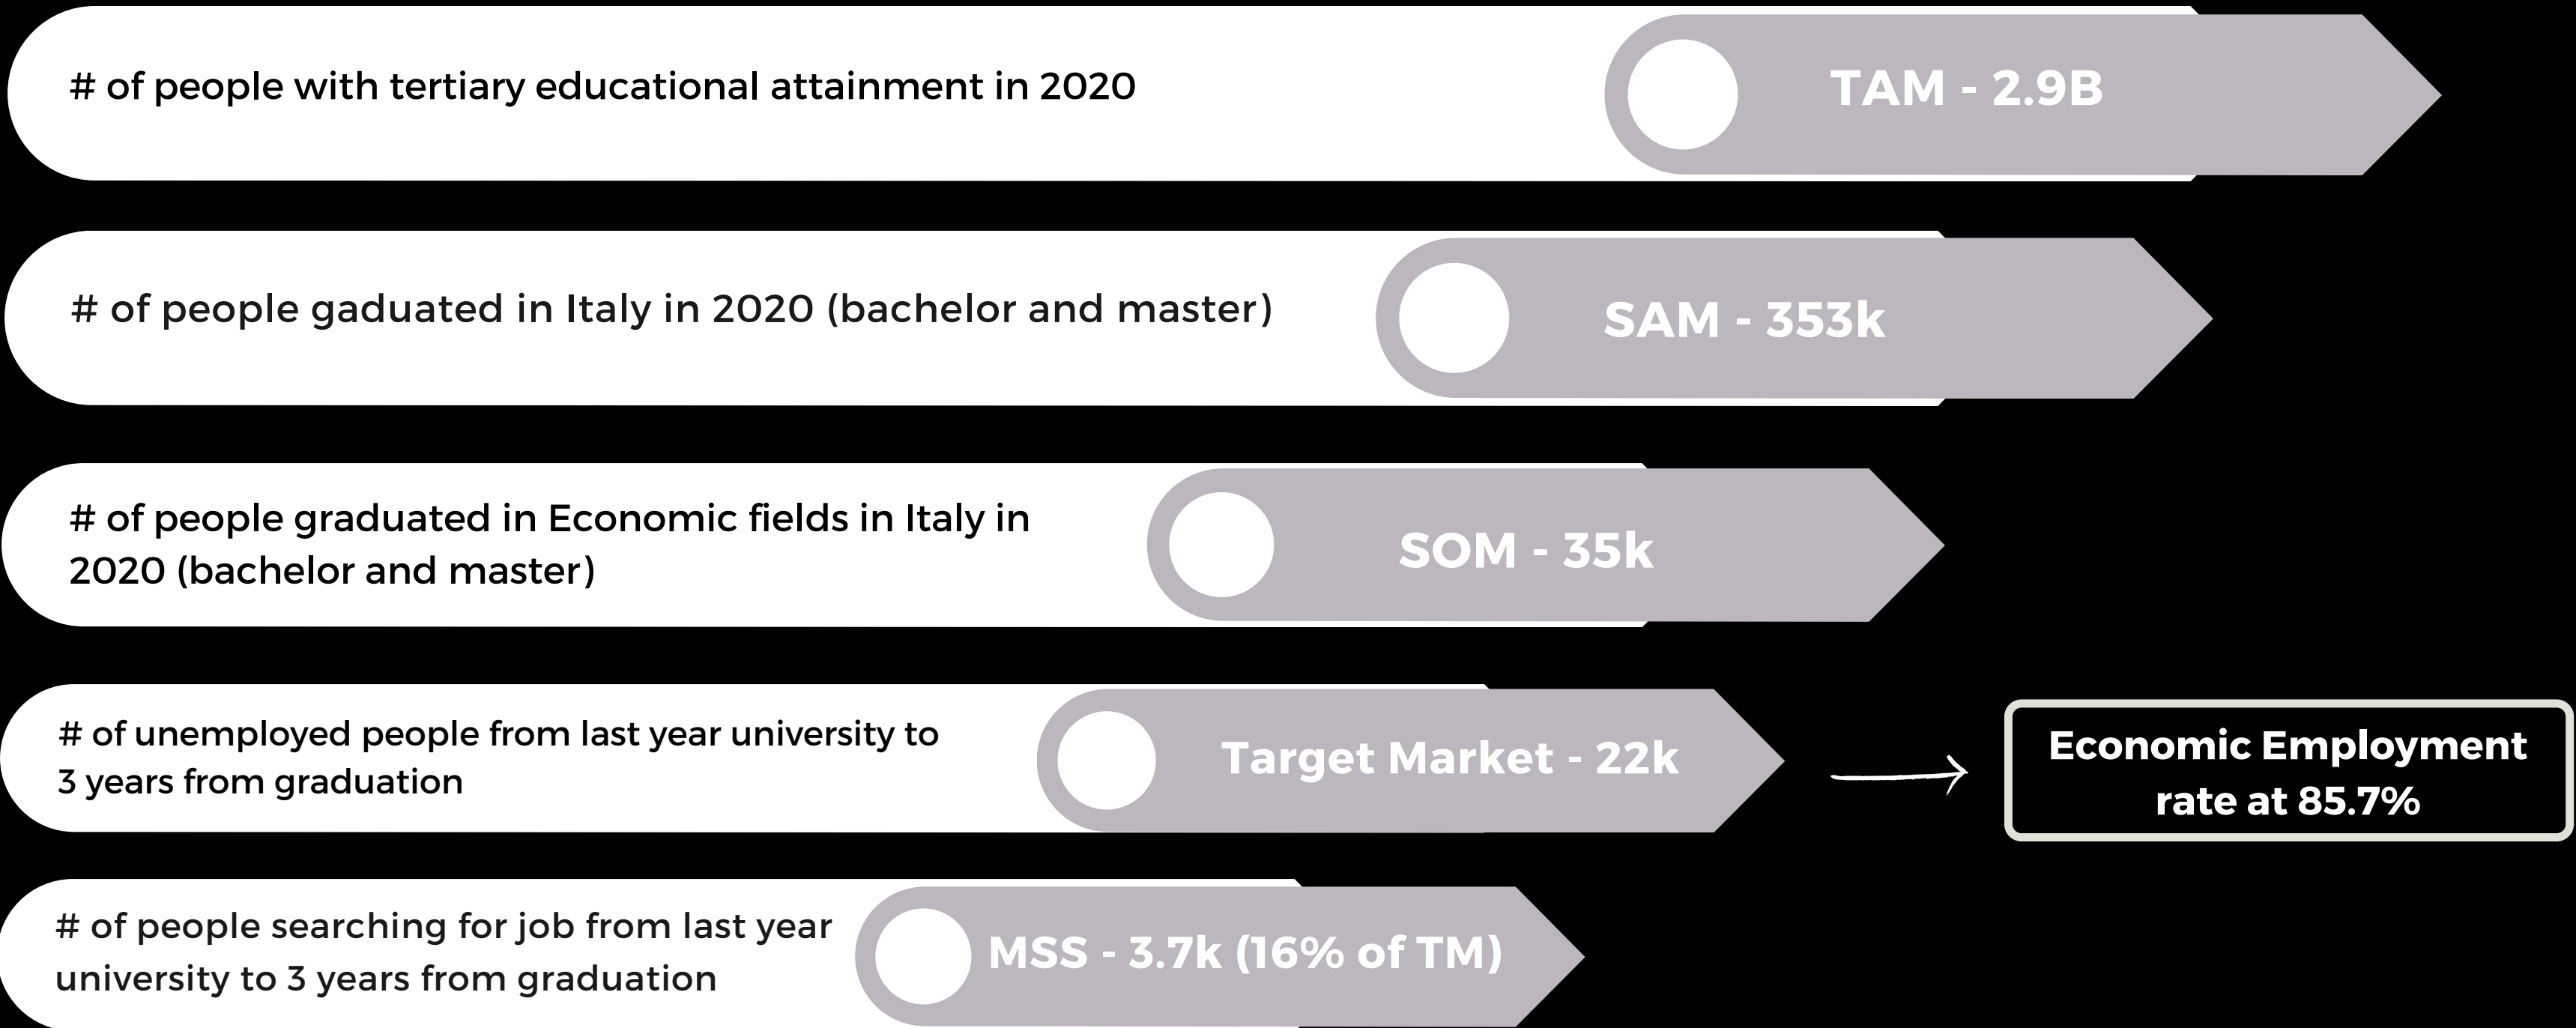 # of people with tertiary educational attainment in 2020
TAM - 2.9B
# of people gaduated in Italy in 2020 (bachelor and master)
SAM - 353k
# of people graduated in Economic fields in Italy in
2020 (bachelor and master)
SOM - 35k
# of unemployed people from last year university to
3 years from graduation
Target Market - 22k
Economic Employment
rate at 85.7%
# of people searching for job from last year
university to 3 years from graduation
MSS - 3.7k (16% of TM)